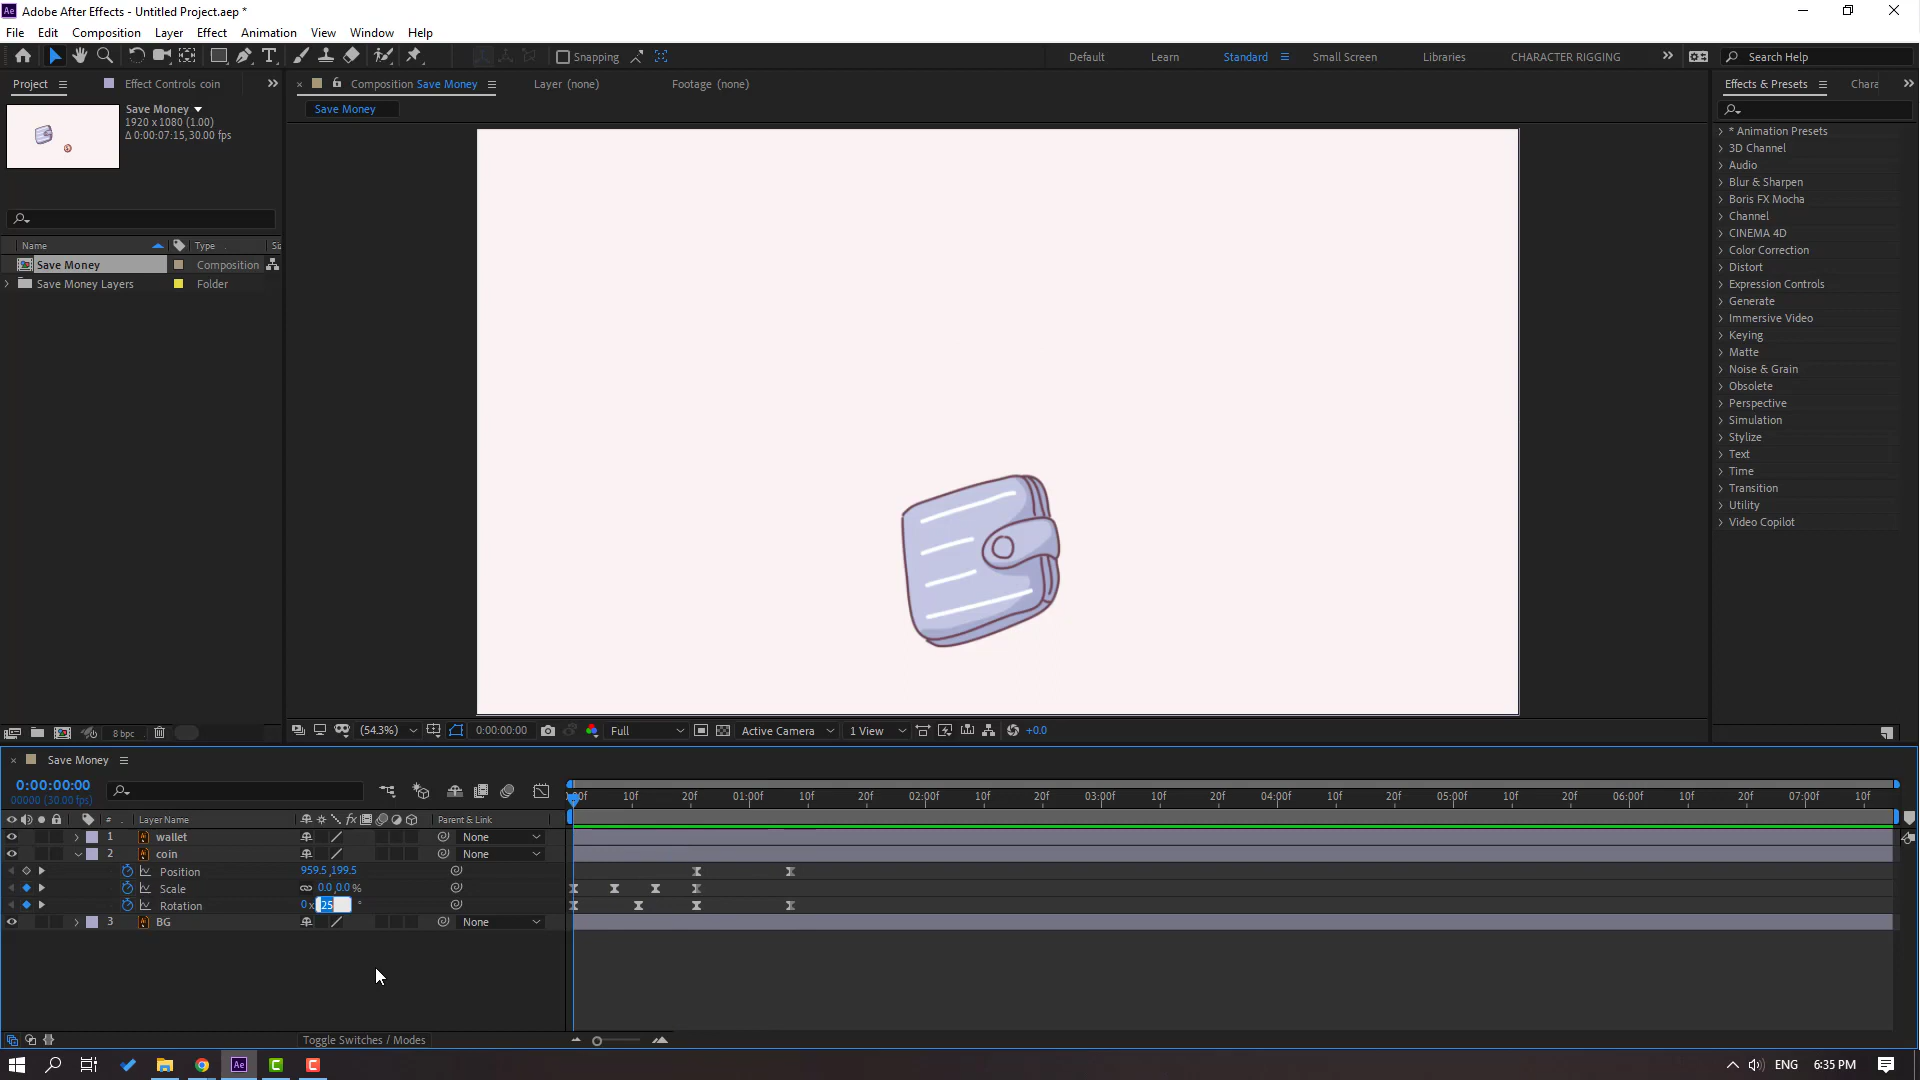 Ae Adobe After Effects - Untitled Project.aep *
File Edit Composition Layer Effect Animation View Window Help
Snapping Default Learn Standard Small Screen Libraries CHARACTER RIGGING Search Help
Project Effect Controls coin Composition Save Money Layer (none) Footage (none) Effects & Presets Chara
Save Money
1920 x 1080 (1.00)
Δ 0:00:07:15, 30.00 fps
Save Money
Name Type Siz
Save Money Composition
Save Money Layers Folder
* Animation Presets
3D Channel
Audio
Blur & Sharpen
Boris FX Mocha
Channel
CINEMA 4D
Color Correction
Distort
Expression Controls
Generate
Immersive Video
Keying
Matte
Noise & Grain
Obsolete
Perspective
Simulation
Stylize
Text
Time
Transition
Utility
Video Copilot
8 bpc (54.3%) 0:00:00:00 Full Active Camera 1 View +0.0
Save Money
0:00:00:00
00000 (30.00 fps)
10f 20f 01:00f 10f 20f 02:00f 10f 20f 03:00f 10f 20f 04:00f 10f 20f 05:00f 10f 20f 06:00f 10f 20f 07:00f 10f
# Layer Name fx Parent & Link
1 wallet None
2 coin None
Position 959.5,199.5
Scale 0.0,0.0 %
Rotation 0 x 25 °
3 BG None
Toggle Switches / Modes
Ae ENG 6:35 PM